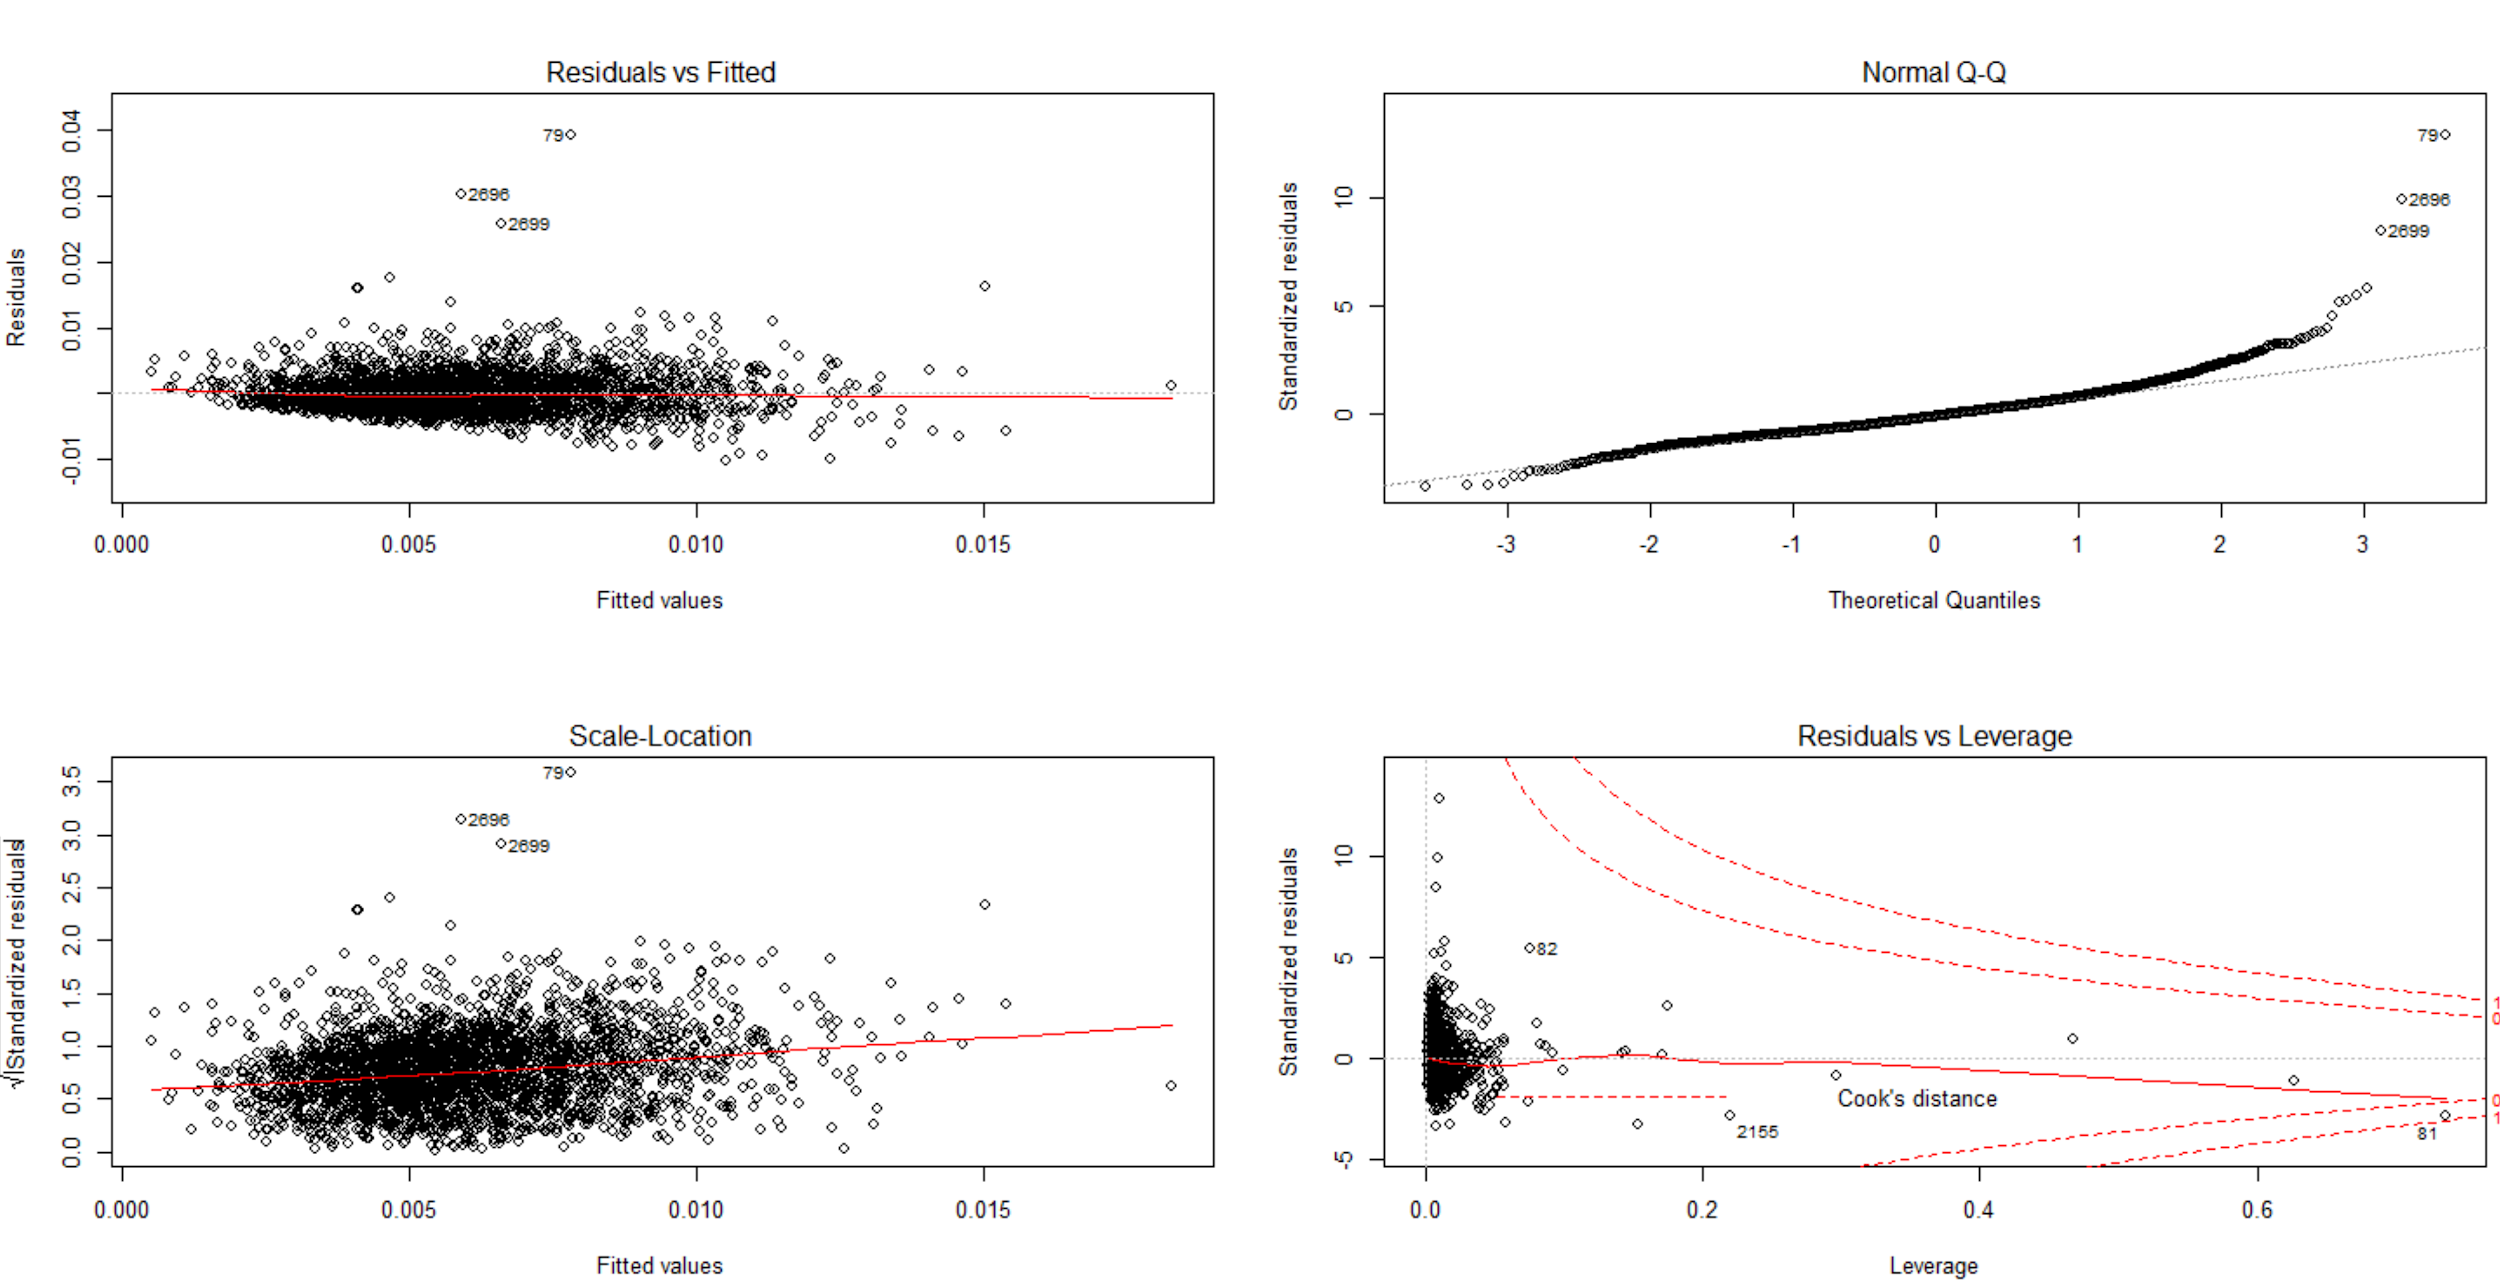 Residuals vs Fitted
Residuals
-0.01
0.01
0.02
0.03
0.04
79
2696
2699
0.000 0.005 0.010 0.015
Fitted values
Normal Q-Q
Standardized residuals
0
5
10
79
2696
2699
-3 -2 -1 0 1 2 3
Theoretical Quantiles
Scale-Location
√|Standardized residuals|
0.0
0.5
1.0
1.5
2.0
2.5
3.0
3.5
79
2696
2699
0.000 0.005 0.010 0.015
Fitted values
Residuals vs Leverage
Standardized residuals
-5
0
5
10
82
2155
81
Cook's distance
1
0
0
1
0.0 0.2 0.4 0.6
Leverage